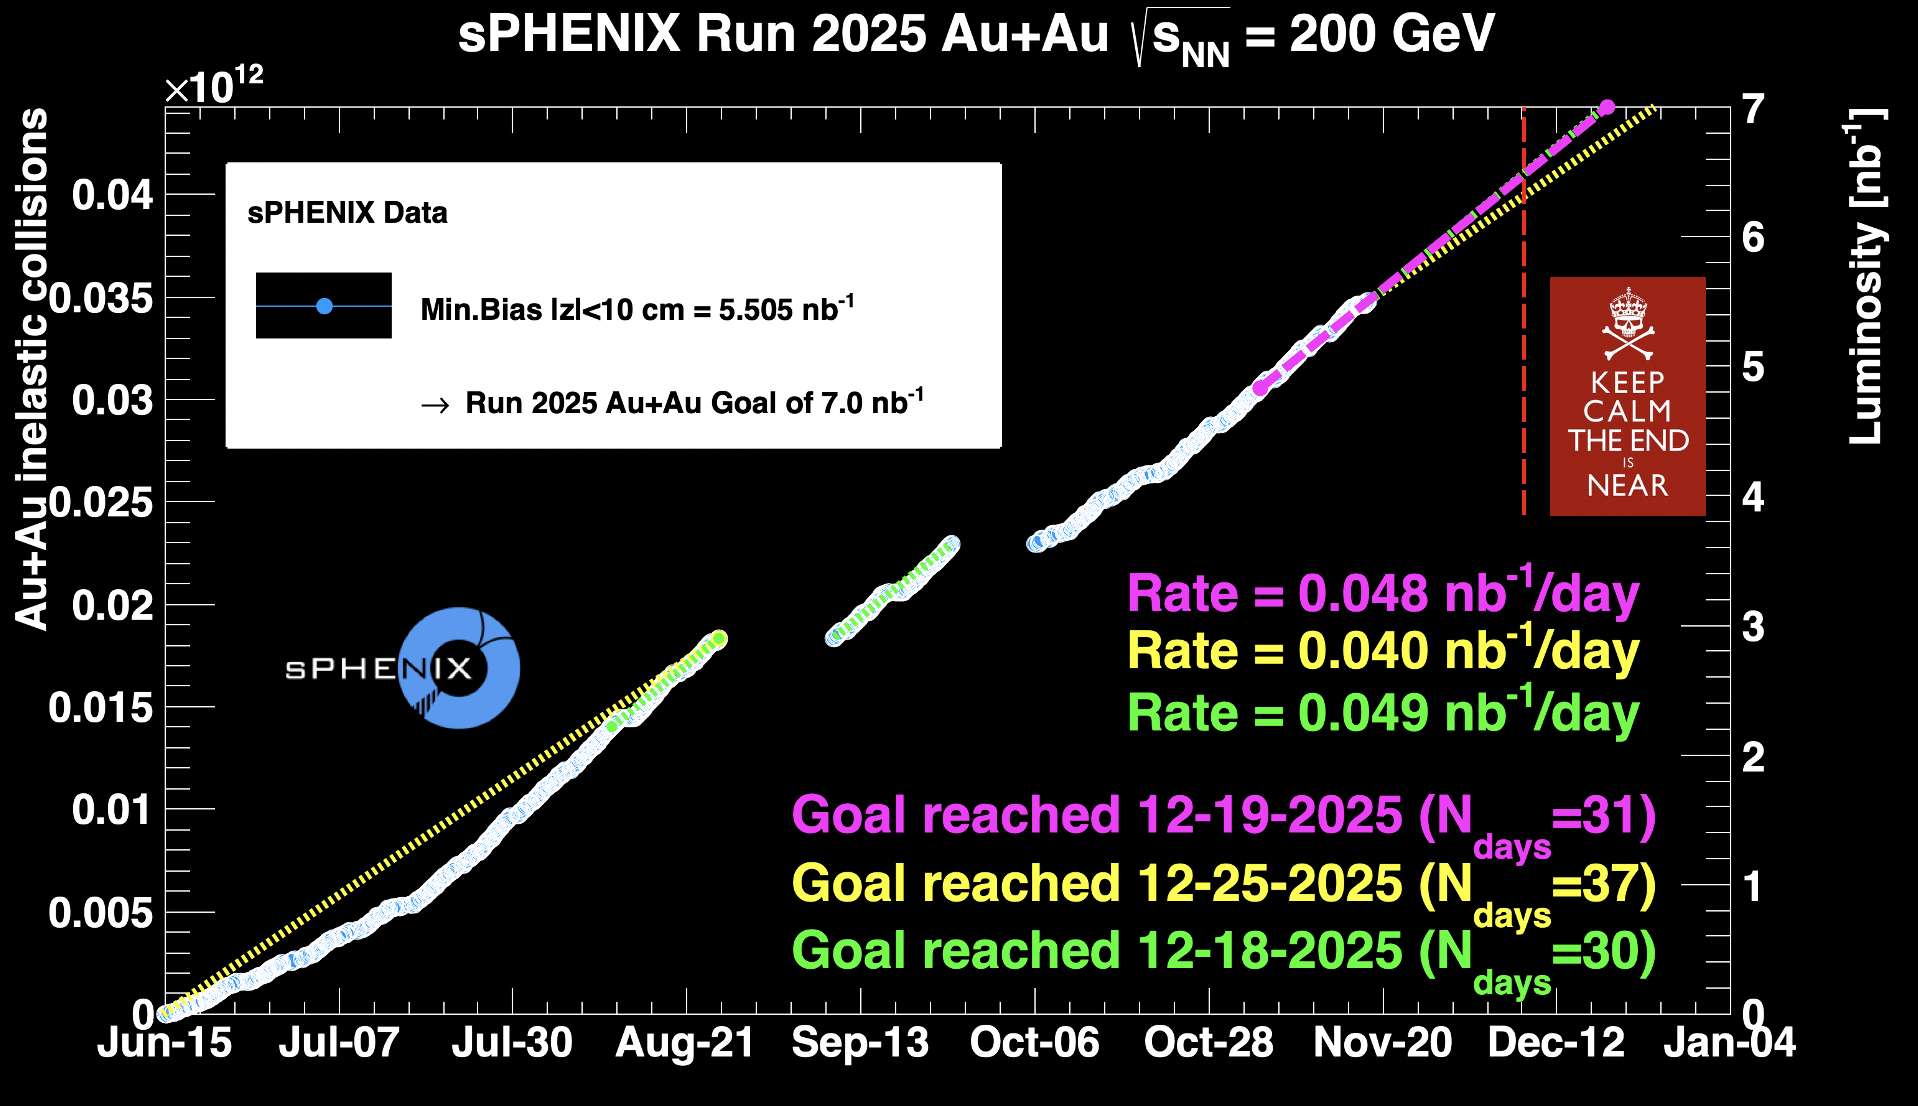 sPHENIX Run 2025 Au+Au √s_NN = 200 GeV
×10^12
Au+Au inelastic collisions
0.04
0.035
0.03
0.025
0.02
0.015
0.01
0.005
0
sPHENIX Data
Min.Bias |z|<10 cm = 5.505 nb^-1
→ Run 2025 Au+Au Goal of 7.0 nb^-1
sPHENIX
KEEP
CALM
THE END
IS
NEAR
Rate = 0.048 nb^-1/day
Rate = 0.040 nb^-1/day
Rate = 0.049 nb^-1/day
Goal reached 12-19-2025 (N_days=31)
Goal reached 12-25-2025 (N_days=37)
Goal reached 12-18-2025 (N_days=30)
7
6
5
4
3
2
1
0
Luminosity [nb^-1]
Jun-15 Jul-07 Jul-30 Aug-21 Sep-13 Oct-06 Oct-28 Nov-20 Dec-12 Jan-04